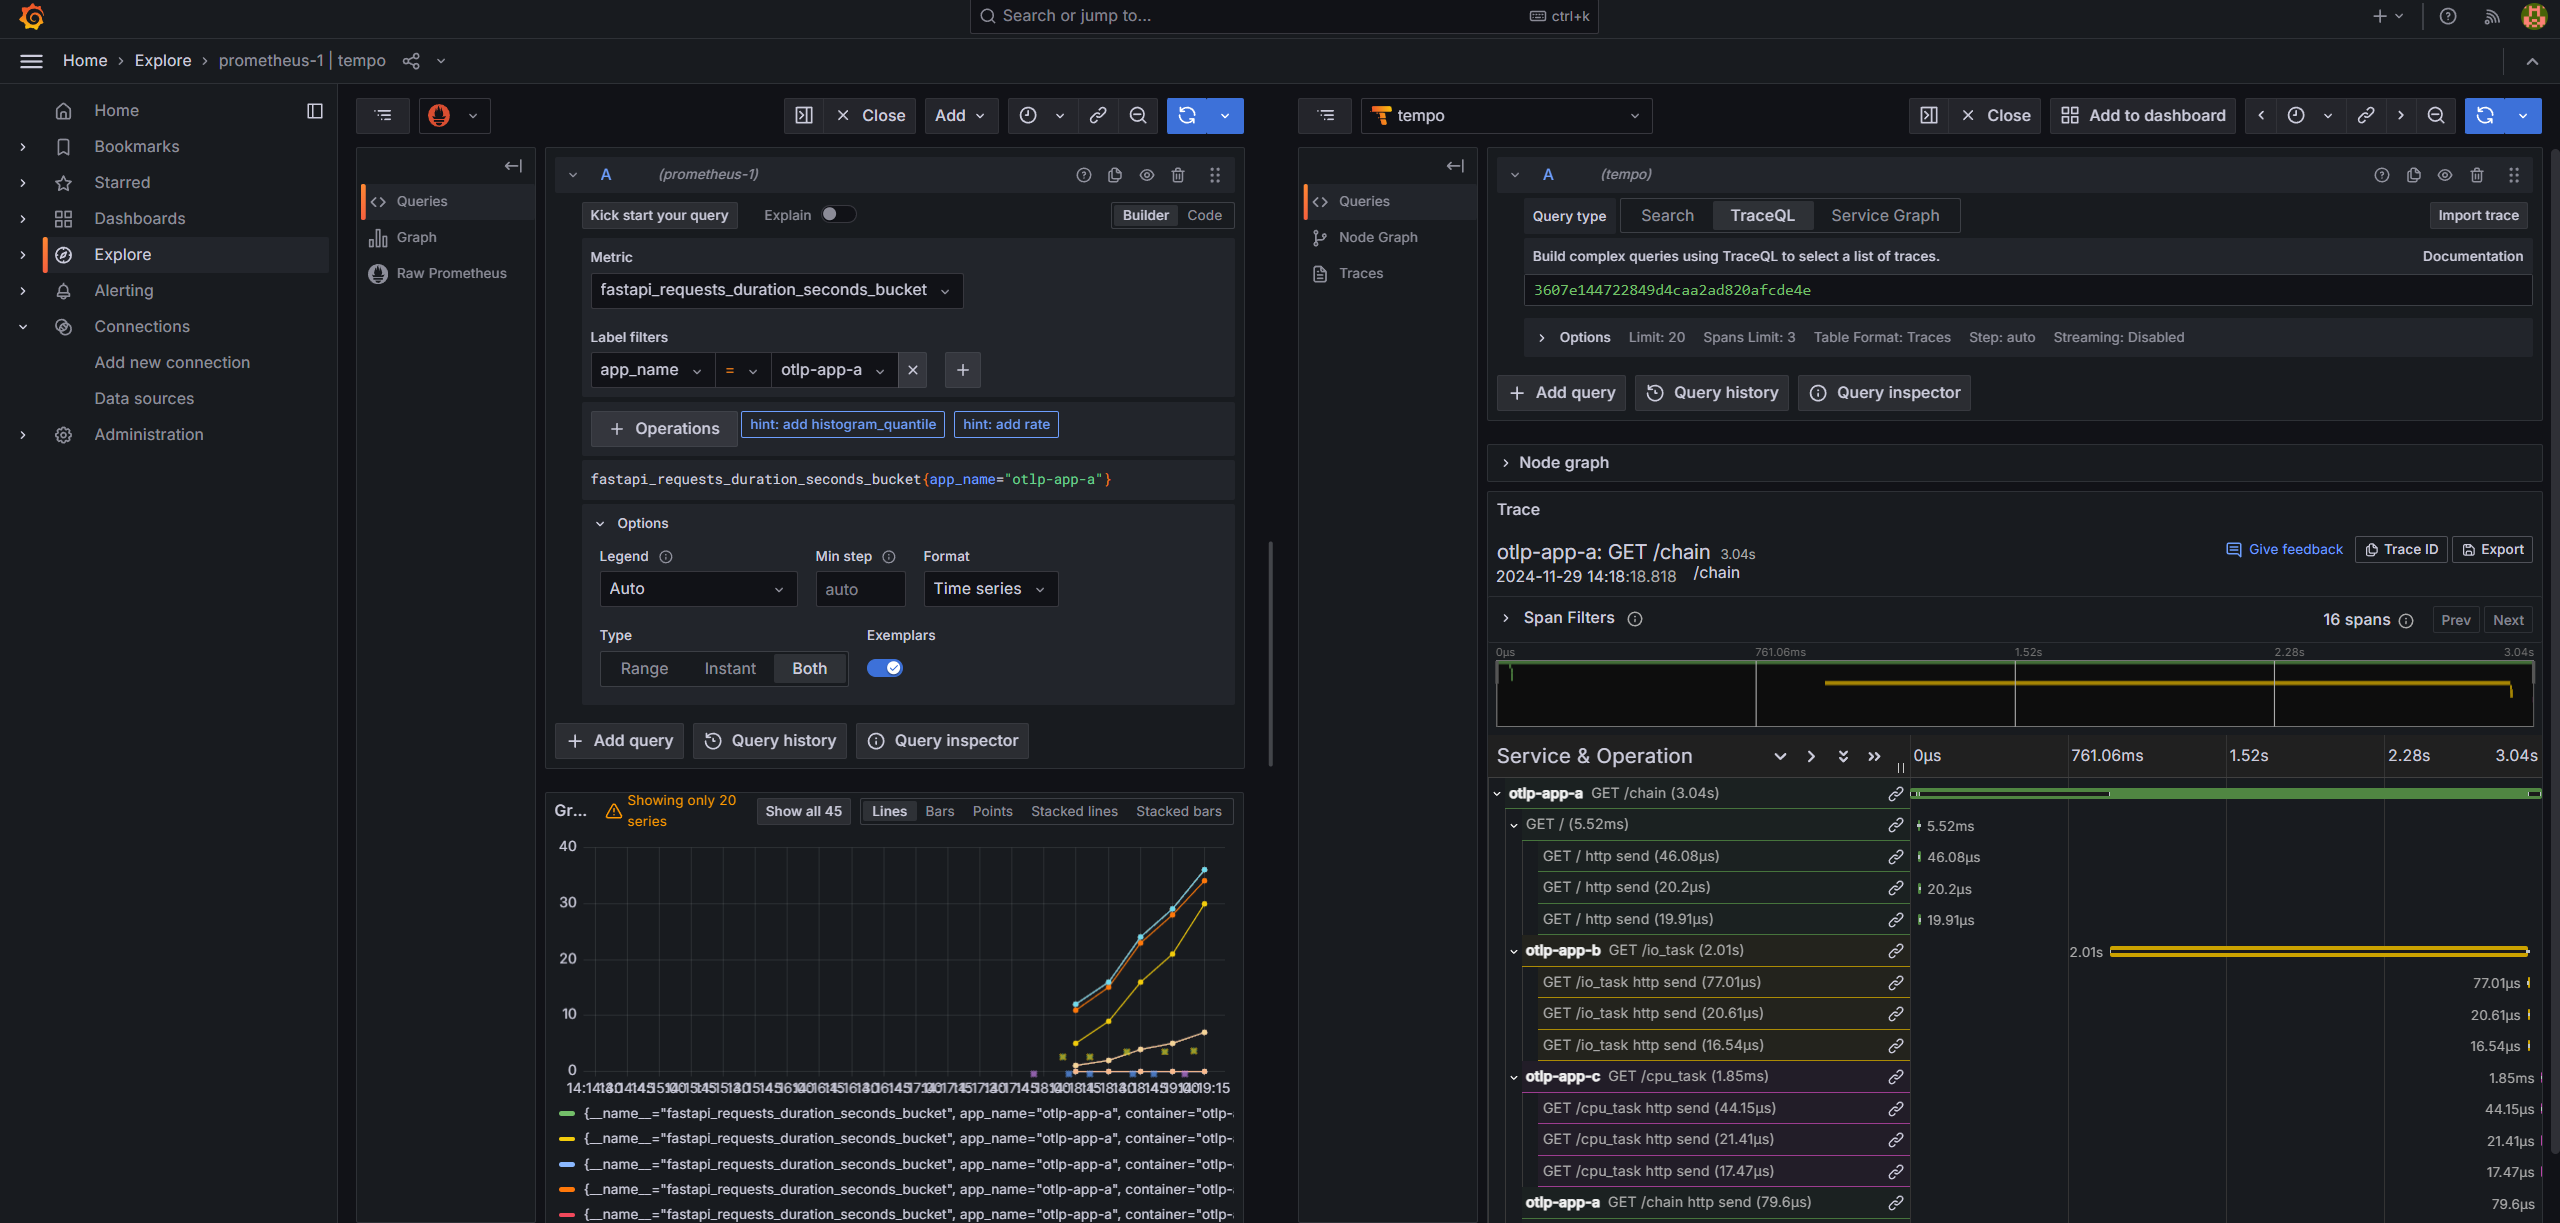 Search or jump to...
ctrl+k
Home › Explore › prometheus-1 | tempo
Home
Bookmarks
Starred
Dashboards
Explore
Alerting
Connections
Add new connection
Data sources
Administration
Close
Add
Queries
Graph
Raw Prometheus
A (prometheus-1)
Kick start your query Explain Builder Code
Metric
fastapi_requests_duration_seconds_bucket
Label filters
app_name = otlp-app-a
+ Operations hint: add histogram_quantile hint: add rate
fastapi_requests_duration_seconds_bucket{app_name="otlp-app-a"}
Options
Legend Min step Format
Auto auto Time series
Type Exemplars
Range Instant Both
+ Add query Query history Query inspector
Gr... Showing only 20 series Show all 45 Lines Bars Points Stacked lines Stacked bars
40
30
20
10
0
{__name__="fastapi_requests_duration_seconds_bucket", app_name="otlp-app-a", container="otlp-
{__name__="fastapi_requests_duration_seconds_bucket", app_name="otlp-app-a", container="otlp-
{__name__="fastapi_requests_duration_seconds_bucket", app_name="otlp-app-a", container="otlp-
{__name__="fastapi_requests_duration_seconds_bucket", app_name="otlp-app-a", container="otlp-
{__name__="fastapi_requests_duration_seconds_bucket", app_name="otlp-app-a", container="otlp-
tempo
Close
Add to dashboard
Queries
Node Graph
Traces
A (tempo)
Query type Search TraceQL Service Graph Import trace
Build complex queries using TraceQL to select a list of traces. Documentation
3607e144722849d4caa2ad820afcde4e
Options Limit: 20 Spans Limit: 3 Table Format: Traces Step: auto Streaming: Disabled
+ Add query Query history Query inspector
Node graph
Trace
otlp-app-a: GET /chain 3.04s Give feedback Trace ID Export
2024-11-29 14:18:18.818 /chain
Span Filters 16 spans Prev Next
0μs 761.06ms 1.52s 2.28s 3.04s
Service & Operation 0μs 761.06ms 1.52s 2.28s 3.04s
otlp-app-a GET /chain (3.04s)
GET / (5.52ms) 5.52ms
GET / http send (46.08μs) 46.08μs
GET / http send (20.2μs) 20.2μs
GET / http send (19.91μs) 19.91μs
otlp-app-b GET /io_task (2.01s) 2.01s
GET /io_task http send (77.01μs) 77.01μs
GET /io_task http send (20.61μs) 20.61μs
GET /io_task http send (16.54μs) 16.54μs
otlp-app-c GET /cpu_task (1.85ms) 1.85ms
GET /cpu_task http send (44.15μs) 44.15μs
GET /cpu_task http send (21.41μs) 21.41μs
GET /cpu_task http send (17.47μs) 17.47μs
otlp-app-a GET /chain http send (79.6μs) 79.6μs